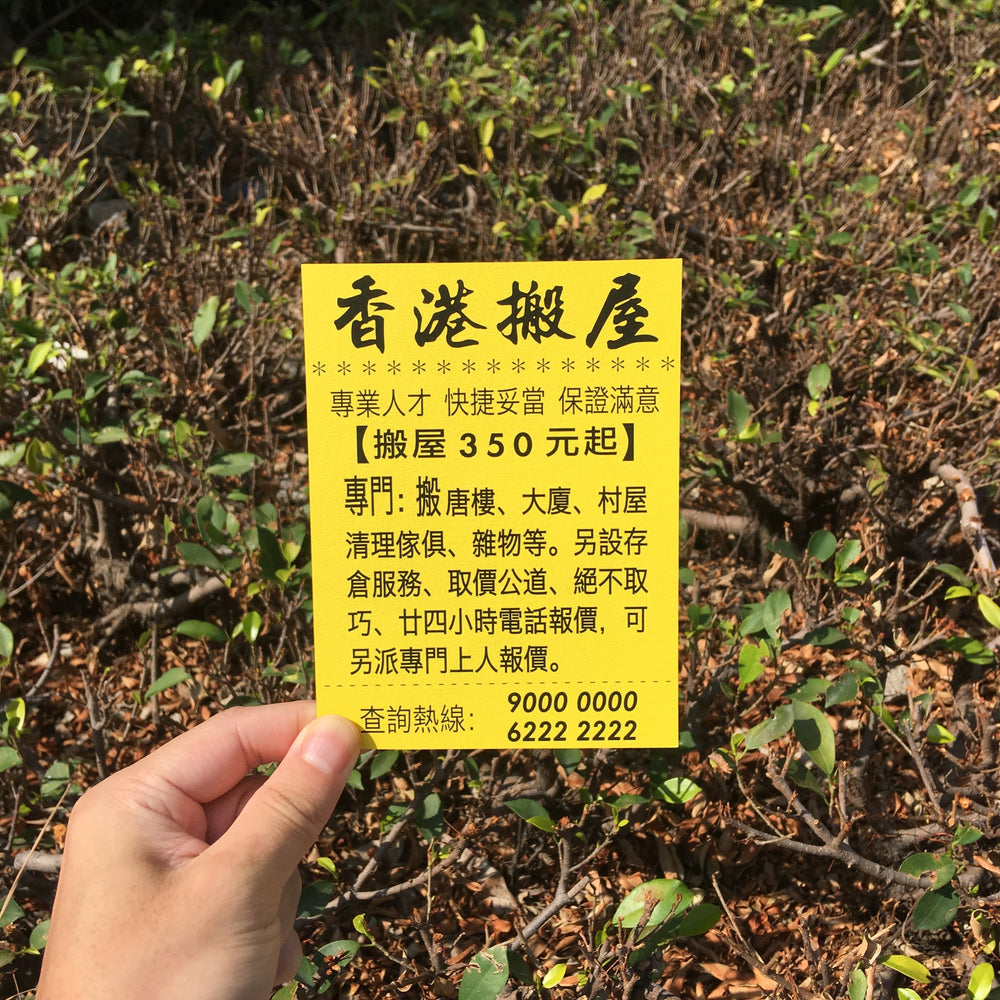 香港搬屋
***************
專業人才 快捷妥當 保證滿意
【搬屋350元起】
專門：搬唐樓、大廈、村屋
清理傢俱、雜物等。另設存
倉服務、取價公道、絕不取
巧、廿四小時電話報價，可
另派專門上人報價。
查詢熱線：
9000 0000
6222 2222